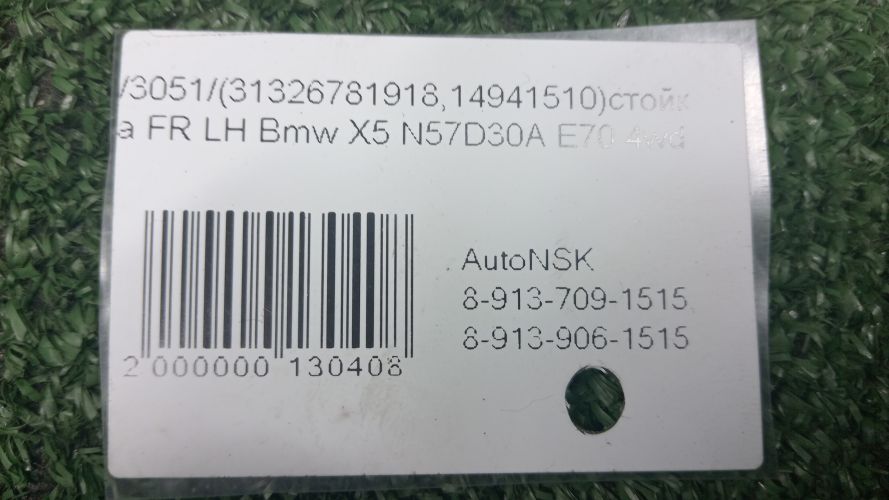 /3051/(31326781918,14941510)стойк
а FR LH Bmw X5 N57D30A E70 4wd
AutoNSK
8-913-709-1515
8-913-906-1515
2 000000 130408